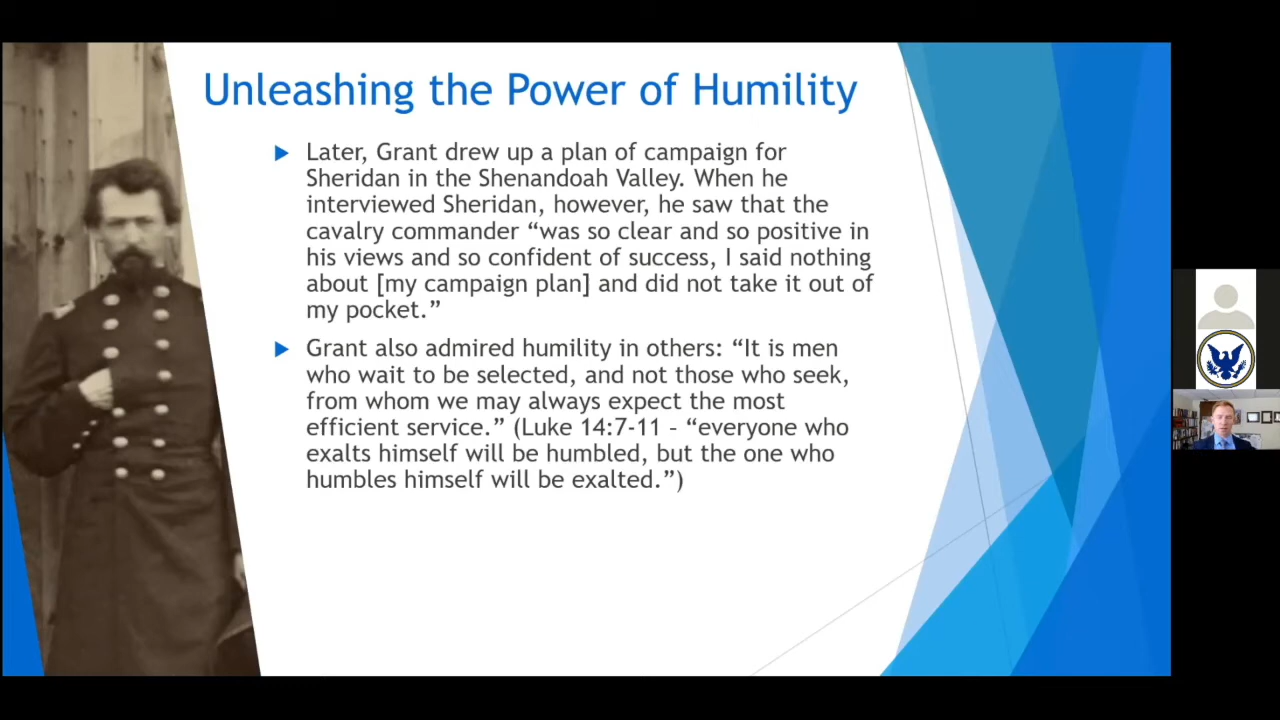 Unleashing the Power of Humility
Later, Grant drew up a plan of campaign for
Sheridan in the Shenandoah Valley. When he
interviewed Sheridan, however, he saw that the
cavalry commander “was so clear and so positive in
his views and so confident of success, I said nothing
about [my campaign plan] and did not take it out of
my pocket.”
Grant also admired humility in others: “It is men
who wait to be selected, and not those who seek,
from whom we may always expect the most
efficient service.” (Luke 14:7-11 – “everyone who
exalts himself will be humbled, but the one who
humbles himself will be exalted.”)